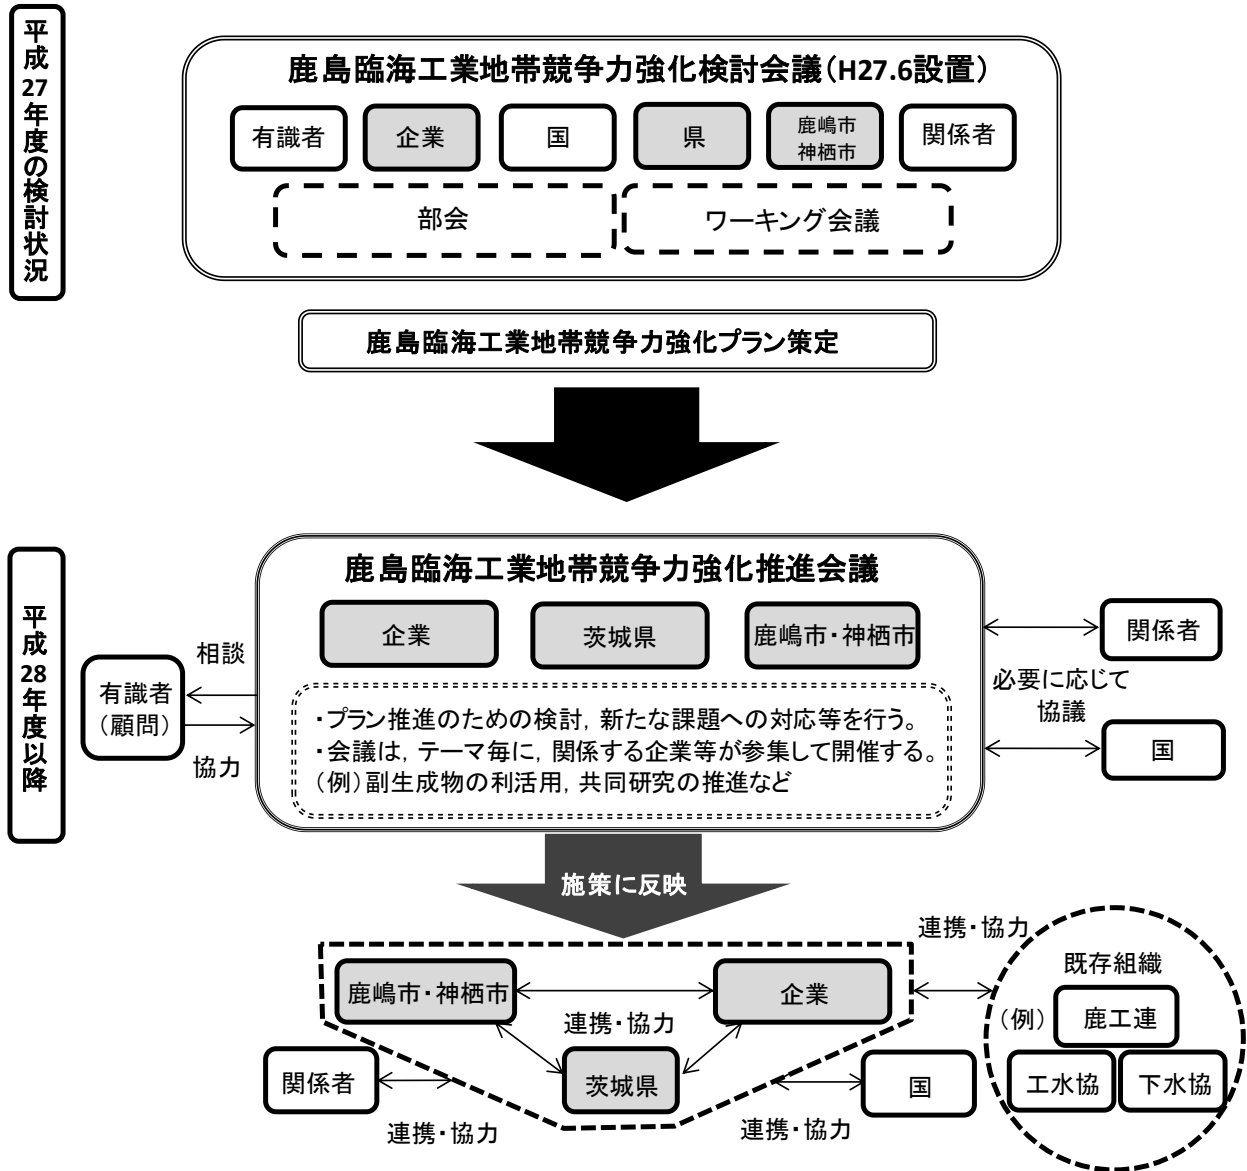 平成27年度の検討状況
鹿島臨海工業地帯競争力強化検討会議(H27.6設置)
有識者
企業
国
県
鹿嶋市
神栖市
関係者
部会
ワーキング会議
鹿島臨海工業地帯競争力強化プラン策定
平成28年度以降
鹿島臨海工業地帯競争力強化推進会議
企業
茨城県
鹿嶋市・神栖市
・プラン推進のための検討,新たな課題への対応等を行う。
・会議は,テーマ毎に,関係する企業等が参集して開催する。
(例)副生成物の利活用,共同研究の推進など
相談
有識者
(顧問)
協力
関係者
必要に応じて
協議
国
施策に反映
鹿嶋市・神栖市
企業
連携・協力
茨城県
関係者
連携・協力
国
連携・協力
連携・協力
既存組織
(例)
鹿工連
工水協
下水協